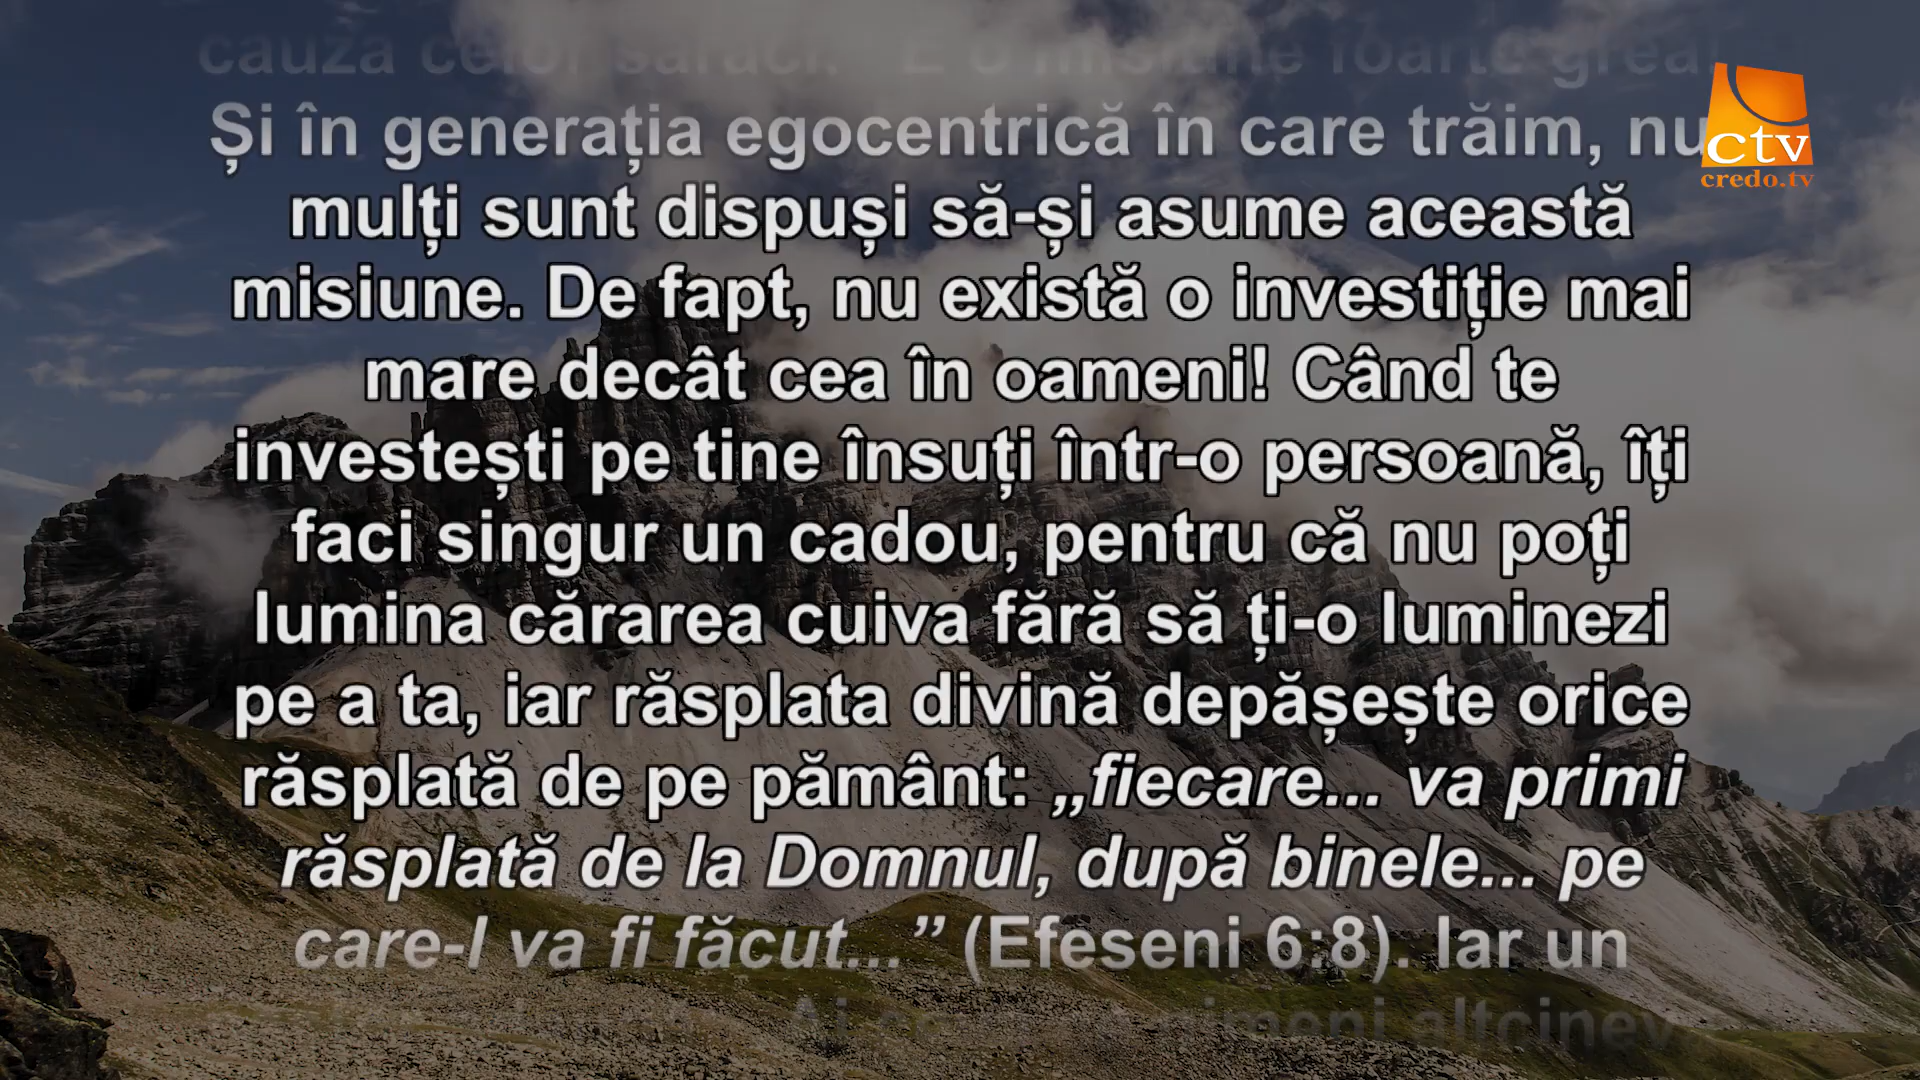 cauza celor săraci." E o misiune foarte grea!
Și în generația egocentrică în care trăim, nu
mulți sunt dispuși să-și asume această
misiune. De fapt, nu există o investiție mai
mare decât cea în oameni! Când te
investești pe tine însuți într-o persoană, îți
faci singur un cadou, pentru că nu poți
lumina cărarea cuiva fără să ți-o luminezi
pe a ta, iar răsplata divină depășește orice
răsplată de pe pământ: „fiecare... va primi
răsplată de la Domnul, după binele... pe
care-l va fi făcut...” (Efeseni 6:8). Iar un
nimeni altcineva
ctv
credo.tv